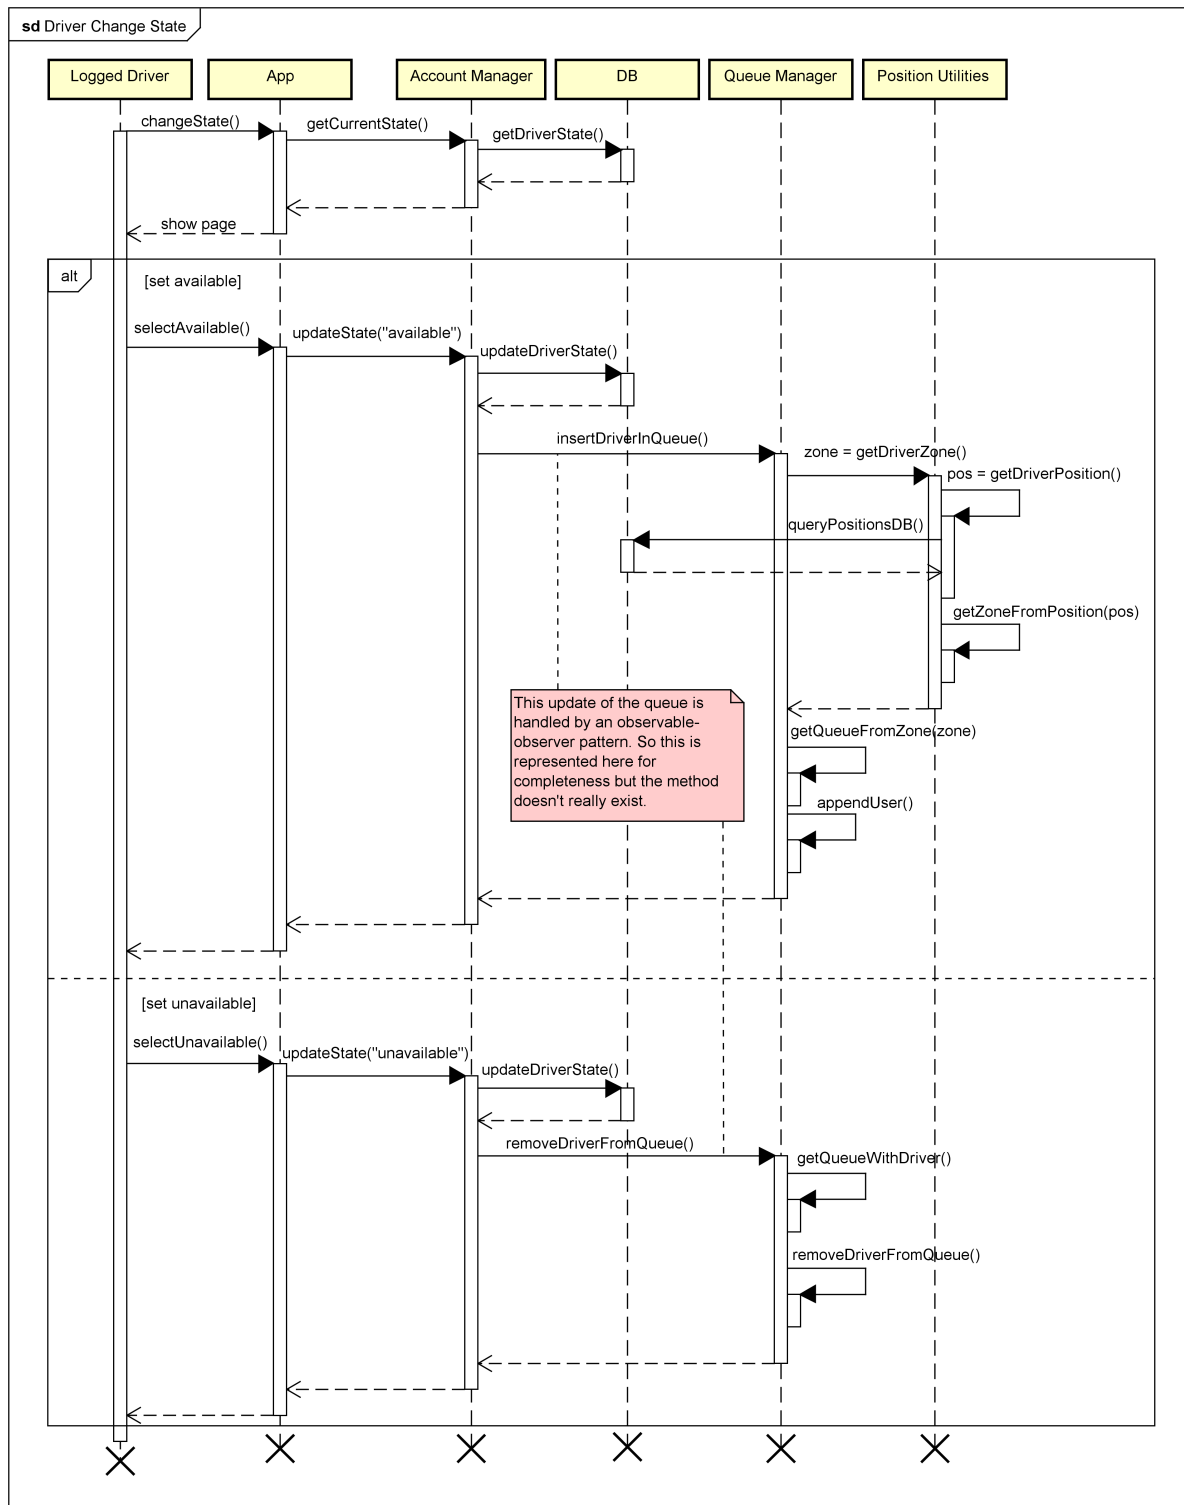 sd Driver Change State
Logged Driver
App
Account Manager
DB
Queue Manager
Position Utilities
changeState()
getCurrentState()
getDriverState()
show page
alt
[set available]
selectAvailable()
updateState("available")
updateDriverState()
insertDriverInQueue()
zone = getDriverZone()
pos = getDriverPosition()
queryPositionsDB()
getZoneFromPosition(pos)
This update of the queue is
handled by an observable-
observer pattern. So this is
represented here for
completeness but the method
doesn't really exist.
getQueueFromZone(zone)
appendUser()
[set unavailable]
selectUnavailable()
updateState("unavailable")
updateDriverState()
removeDriverFromQueue()
getQueueWithDriver()
removeDriverFromQueue()